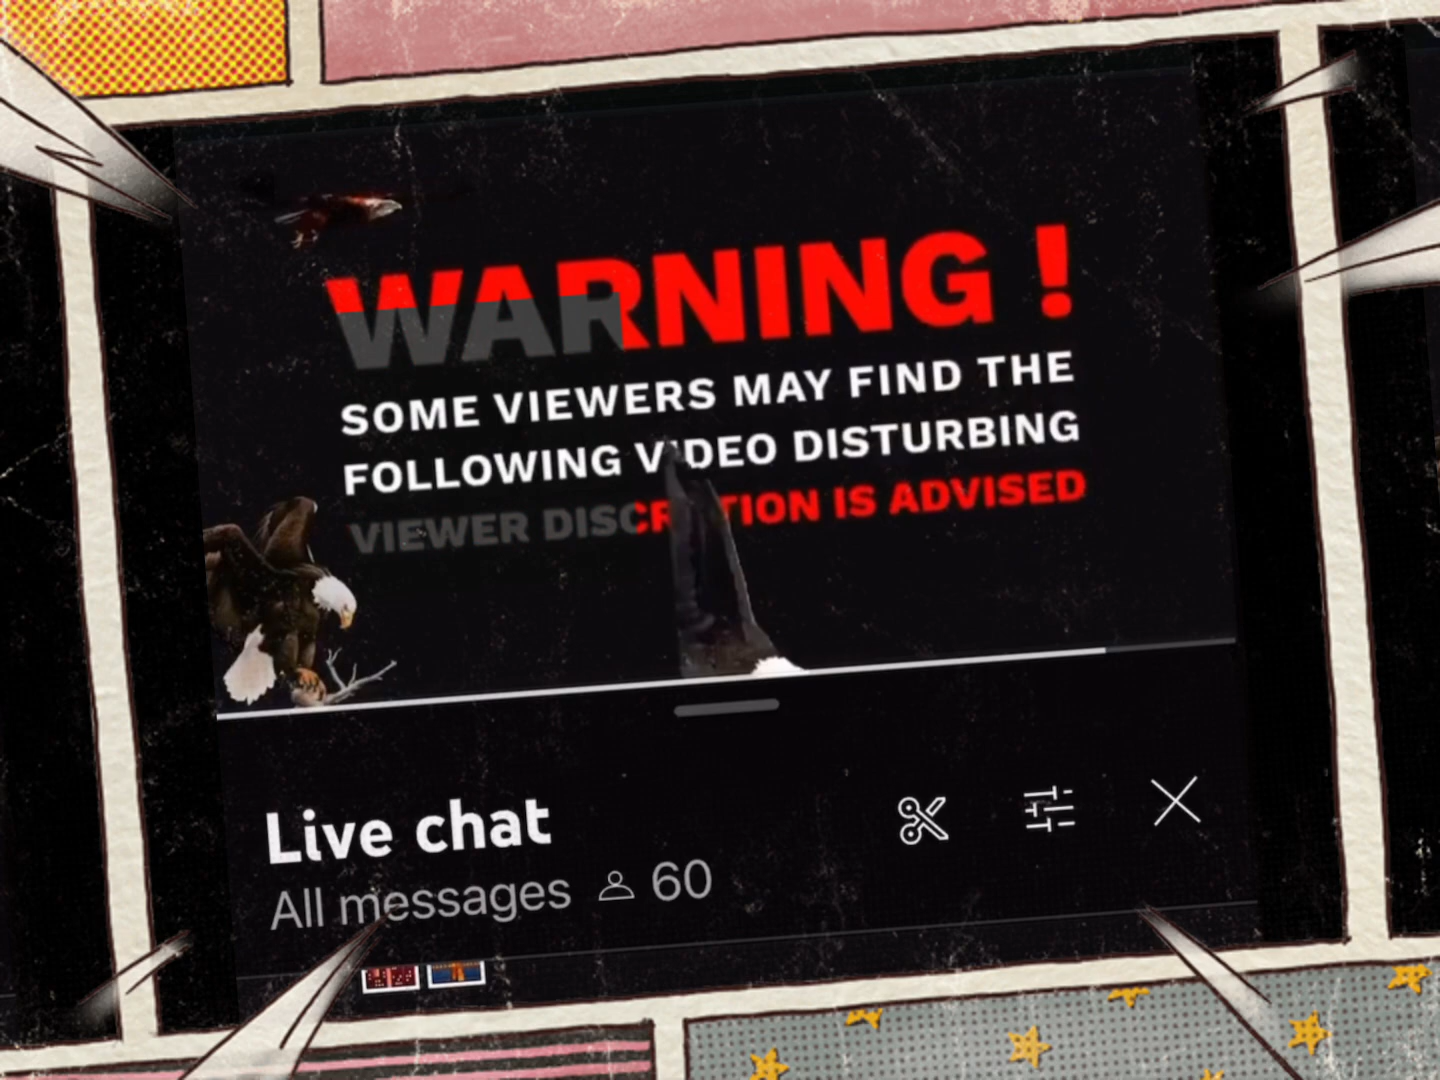 WARNING !
SOME VIEWERS MAY FIND THE
FOLLOWING VIDEO DISTURBING
VIEWER DISCRETION IS ADVISED
Live chat
All messages 60